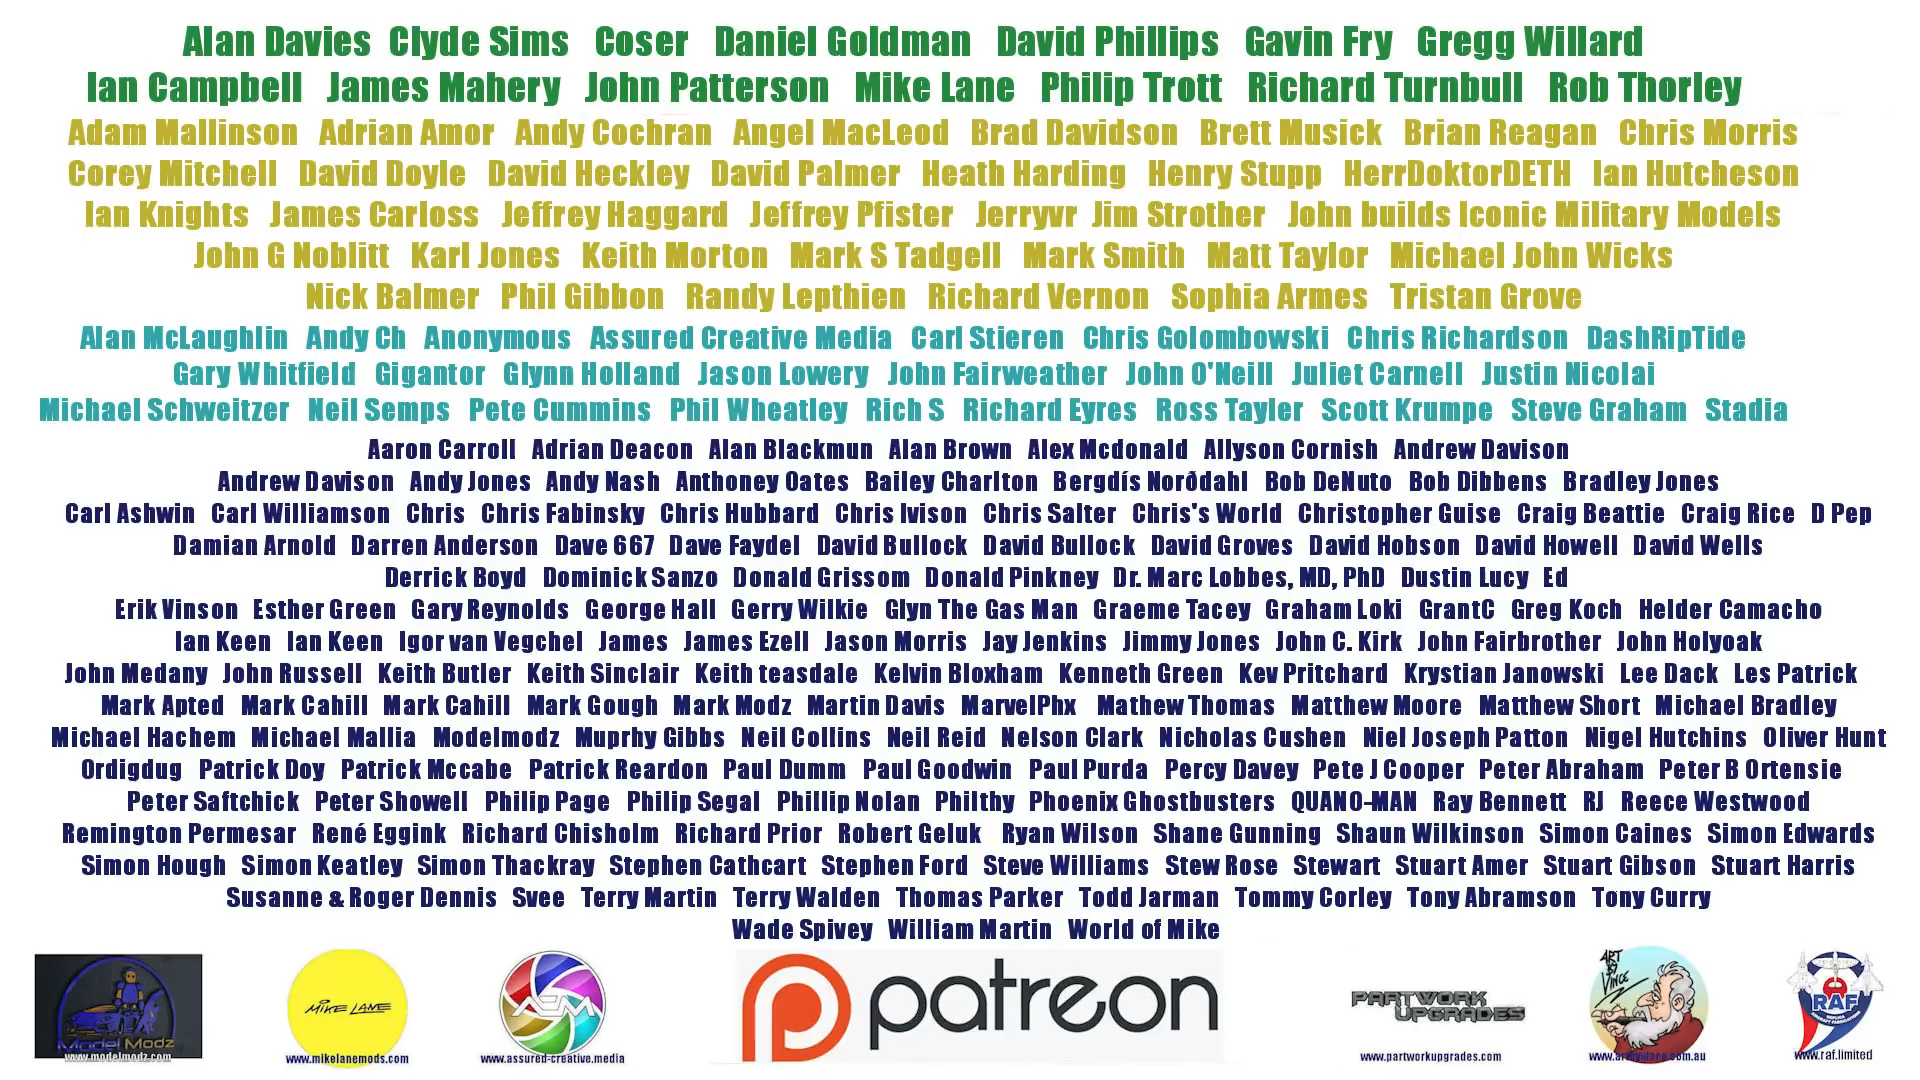 Alan Davies Clyde Sims Coser Daniel Goldman David Phillips Gavin Fry Gregg Willard
Ian Campbell James Mahery John Patterson Mike Lane Philip Trott Richard Turnbull Rob Thorley
Adam Mallinson Adrian Amor Andy Cochran Angel MacLeod Brad Davidson Brett Musick Brian Reagan Chris Morris
Corey Mitchell David Doyle David Heckley David Palmer Heath Harding Henry Stupp HerrDoktorDETH Ian Hutcheson
Ian Knights James Carloss Jeffrey Haggard Jeffrey Pfister Jerryvr Jim Strother John builds Iconic Military Models
John G Noblitt Karl Jones Keith Morton Mark S Tadgell Mark Smith Matt Taylor Michael John Wicks
Nick Balmer Phil Gibbon Randy Lepthien Richard Vernon Sophia Armes Tristan Grove
Alan McLaughlin Andy Ch Anonymous Assured Creative Media Carl Stieren Chris Golombowski Chris Richardson DashRipTide
Gary Whitfield Gigantor Glynn Holland Jason Lowery John Fairweather John O'Neill Juliet Carnell Justin Nicolai
Michael Schweitzer Neil Semps Pete Cummins Phil Wheatley Rich S Richard Eyres Ross Tayler Scott Krumpe Steve Graham Stadia
Aaron Carroll Adrian Deacon Alan Blackmun Alan Brown Alex Mcdonald Allyson Cornish Andrew Davison
Andrew Davison Andy Jones Andy Nash Anthoney Oates Bailey Charlton Bergdís Norðdahl Bob DeNuto Bob Dibbens Bradley Jones
Carl Ashwin Carl Williamson Chris Chris Fabinsky Chris Hubbard Chris Ivison Chris Salter Chris's World Christopher Guise Craig Beattie Craig Rice D Pep
Damian Arnold Darren Anderson Dave 667 Dave Faydel David Bullock David Bullock David Groves David Hobson David Howell David Wells
Derrick Boyd Dominick Sanzo Donald Grissom Donald Pinkney Dr. Marc Lobbes, MD, PhD Dustin Lucy Ed
Erik Vinson Esther Green Gary Reynolds George Hall Gerry Wilkie Glyn The Gas Man Graeme Tacey Graham Loki GrantC Greg Koch Helder Camacho
Ian Keen Ian Keen Igor van Vegchel James James Ezell Jason Morris Jay Jenkins Jimmy Jones John C. Kirk John Fairbrother John Holyoak
John Medany John Russell Keith Butler Keith Sinclair Keith teasdale Kelvin Bloxham Kenneth Green Kev Pritchard Krystian Janowski Lee Dack Les Patrick
Mark Apted Mark Cahill Mark Cahill Mark Gough Mark Modz Martin Davis MarvelPhx Mathew Thomas Matthew Moore Matthew Short Michael Bradley
Michael Hachem Michael Mallia Modelmodz Muprhy Gibbs Neil Collins Neil Reid Nelson Clark Nicholas Cushen Niel Joseph Patton Nigel Hutchins Oliver Hunt
Ordigdug Patrick Doy Patrick Mccabe Patrick Reardon Paul Dumm Paul Goodwin Paul Purda Percy Davey Pete J Cooper Peter Abraham Peter B Ortensie
Peter Saftchick Peter Showell Philip Page Philip Segal Phillip Nolan Philthy Phoenix Ghostbusters QUANO-MAN Ray Bennett RJ Reece Westwood
Remington Permesar René Eggink Richard Chisholm Richard Prior Robert Geluk Ryan Wilson Shane Gunning Shaun Wilkinson Simon Caines Simon Edwards
Simon Hough Simon Keatley Simon Thackray Stephen Cathcart Stephen Ford Steve Williams Stew Rose Stewart Stuart Amer Stuart Gibson Stuart Harris
Susanne & Roger Dennis Svee Terry Martin Terry Walden Thomas Parker Todd Jarman Tommy Corley Tony Abramson Tony Curry
Wade Spivey William Martin World of Mike
Model Modz
www.modelmodz.com
MIKE LANE
www.mikelanemods.com
ACM
www.assured-creative.media
patreon
PARTWORK
UPGRADES
www.partworkupgrades.com
ART
BY
VINCE
www.artbyvince.com.au
RAF
REPLICA
AIRCRAFT FABRICATIONS
www.raf.limited